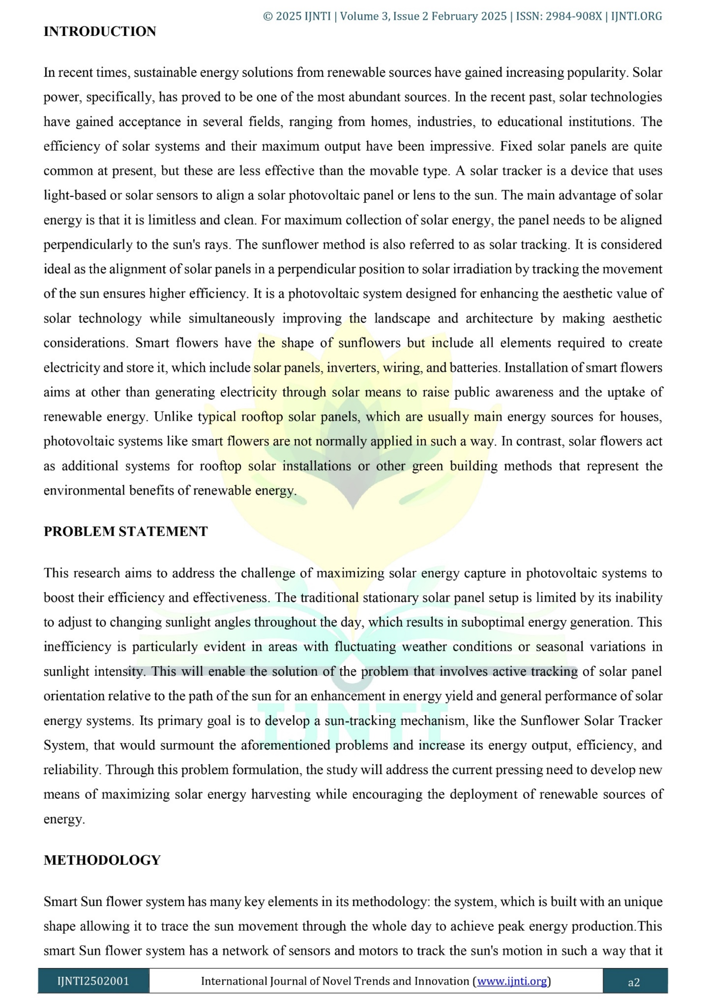 © 2025 IJNTI | Volume 3, Issue 2 February 2025 | ISSN: 2984-908X | IJNTI.ORG
INTRODUCTION
In recent times, sustainable energy solutions from renewable sources have gained increasing popularity. Solar
power, specifically, has proved to be one of the most abundant sources. In the recent past, solar technologies
have gained acceptance in several fields, ranging from homes, industries, to educational institutions. The
efficiency of solar systems and their maximum output have been impressive. Fixed solar panels are quite
common at present, but these are less effective than the movable type. A solar tracker is a device that uses
light-based or solar sensors to align a solar photovoltaic panel or lens to the sun. The main advantage of solar
energy is that it is limitless and clean. For maximum collection of solar energy, the panel needs to be aligned
perpendicularly to the sun's rays. The sunflower method is also referred to as solar tracking. It is considered
ideal as the alignment of solar panels in a perpendicular position to solar irradiation by tracking the movement
of the sun ensures higher efficiency. It is a photovoltaic system designed for enhancing the aesthetic value of
solar technology while simultaneously improving the landscape and architecture by making aesthetic
considerations. Smart flowers have the shape of sunflowers but include all elements required to create
electricity and store it, which include solar panels, inverters, wiring, and batteries. Installation of smart flowers
aims at other than generating electricity through solar means to raise public awareness and the uptake of
renewable energy. Unlike typical rooftop solar panels, which are usually main energy sources for houses,
photovoltaic systems like smart flowers are not normally applied in such a way. In contrast, solar flowers act
as additional systems for rooftop solar installations or other green building methods that represent the
environmental benefits of renewable energy.
PROBLEM STATEMENT
This research aims to address the challenge of maximizing solar energy capture in photovoltaic systems to
boost their efficiency and effectiveness. The traditional stationary solar panel setup is limited by its inability
to adjust to changing sunlight angles throughout the day, which results in suboptimal energy generation. This
inefficiency is particularly evident in areas with fluctuating weather conditions or seasonal variations in
sunlight intensity. This will enable the solution of the problem that involves active tracking of solar panel
orientation relative to the path of the sun for an enhancement in energy yield and general performance of solar
energy systems. Its primary goal is to develop a sun-tracking mechanism, like the Sunflower Solar Tracker
System, that would surmount the aforementioned problems and increase its energy output, efficiency, and
reliability. Through this problem formulation, the study will address the current pressing need to develop new
means of maximizing solar energy harvesting while encouraging the deployment of renewable sources of
energy.
IJNTI
METHODOLOGY
Smart Sun flower system has many key elements in its methodology: the system, which is built with an unique
shape allowing it to trace the sun movement through the whole day to achieve peak energy production.This
smart Sun flower system has a network of sensors and motors to track the sun's motion in such a way that it
IJNTI2502001 International Journal of Novel Trends and Innovation (www.ijnti.org) a2